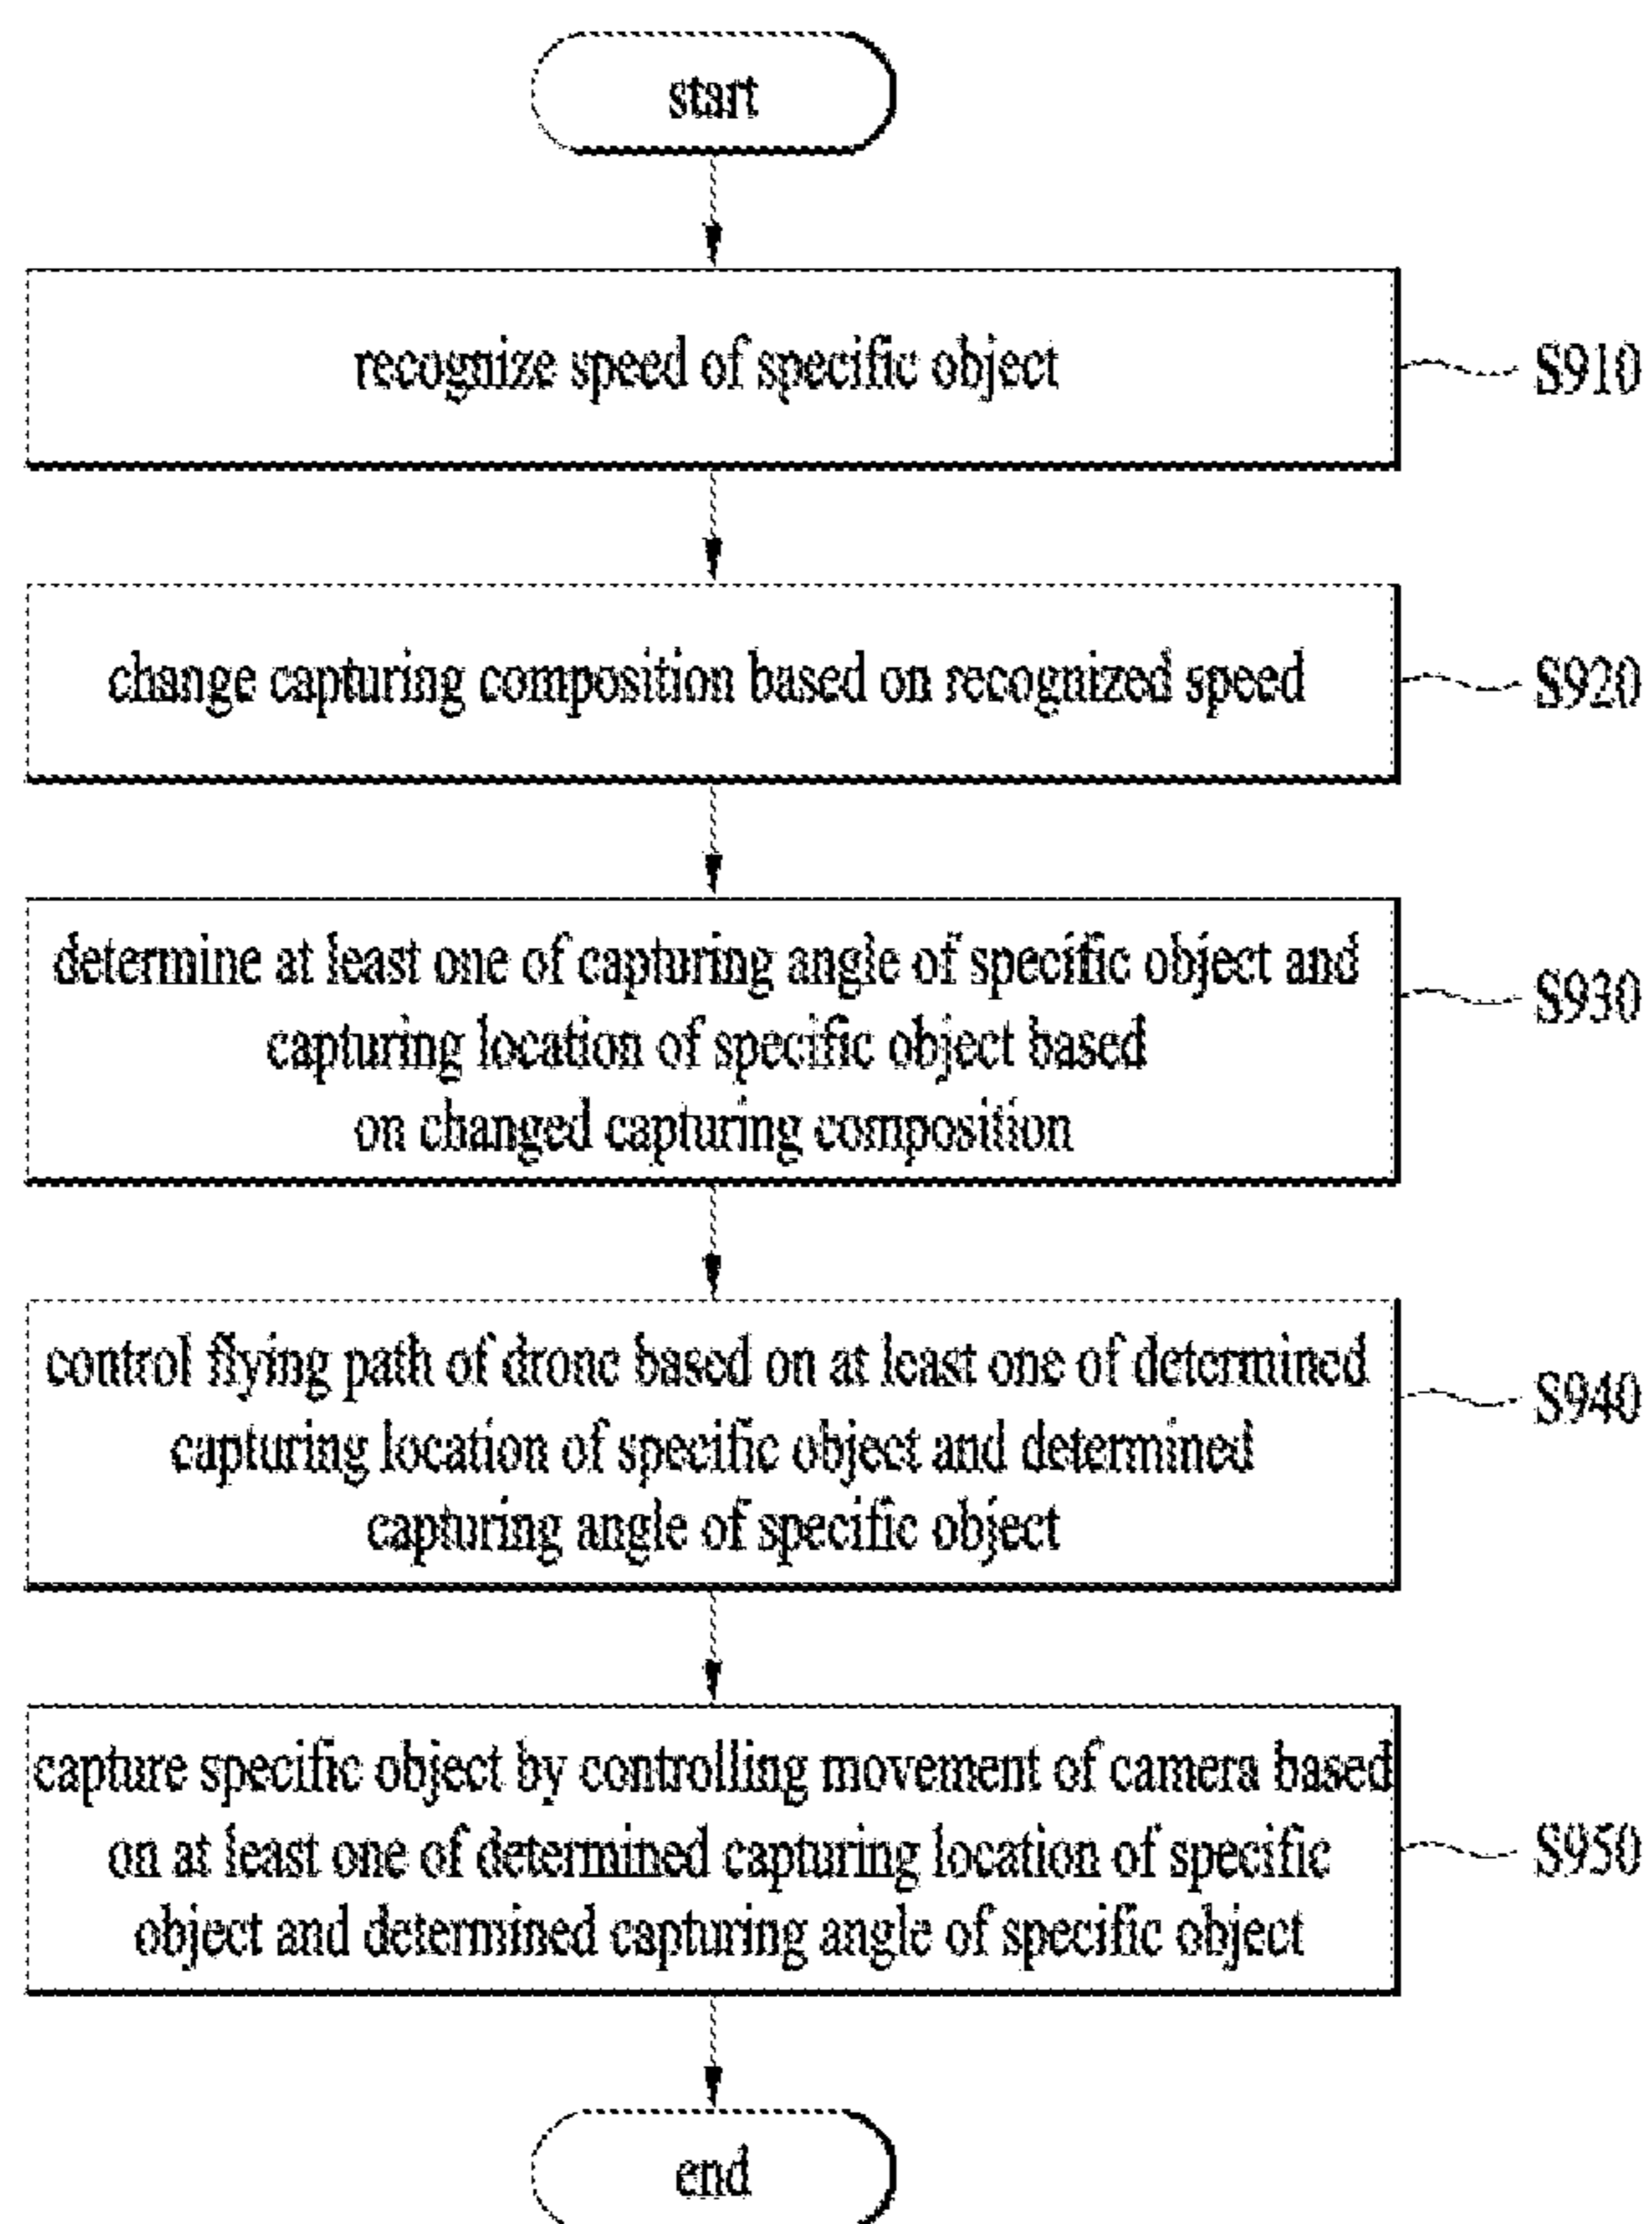 start
recognize speed of specific object
S910
change capturing composition based on recognized speed
S920
determine at least one of capturing angle of specific object and
capturing location of specific object based
on changed capturing composition
S930
control flying path of drone based on at least one of determined
capturing location of specific object and determined
capturing angle of specific object
S940
capture specific object by controlling movement of camera based
on at least one of determined capturing location of specific
object and determined capturing angle of specific object
S950
end